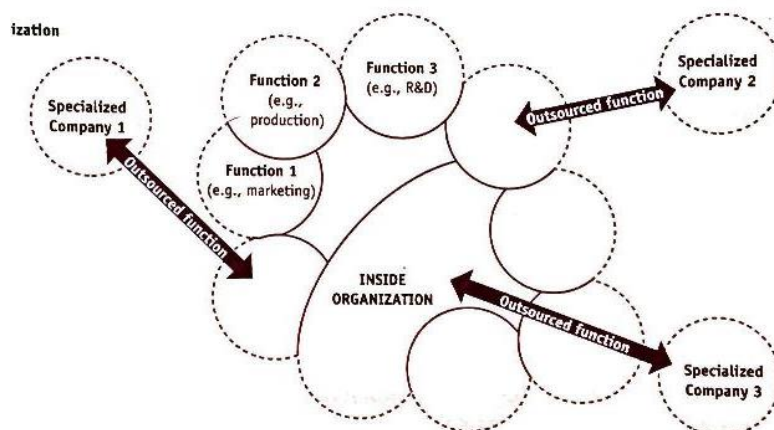 ization
Specialized
Company 1
Function 2
(e.g.,
production)
Function 3
(e.g., R&D)
Specialized
Company 2
Outsourced function
Function 1
(e.g., marketing)
Outsourced function
INSIDE
ORGANIZATION
Outsourced function
Specialized
Company 3